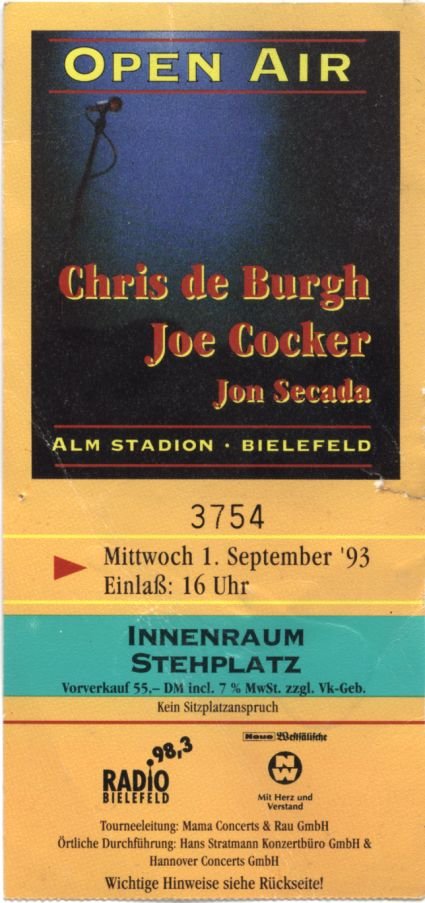 OPEN AIR
Chris de Burgh
Joe Cocker
Jon Secada
ALM STADION · BIELEFELD
3754
Mittwoch 1. September '93
Einlaß: 16 Uhr
INNENRAUM
STEHPLATZ
Vorverkauf 55,– DM incl. 7 % MwSt. zzgl. Vk-Geb.
Kein Sitzplatzanspruch
98,3
RADIO
BIELEFELD
Neue Westfälische
NW
Mit Herz und
Verstand
Tourneeleitung: Mama Concerts & Rau GmbH
Örtliche Durchführung: Hans Stratmann Konzertbüro GmbH &
Hannover Concerts GmbH
Wichtige Hinweise siehe Rückseite!